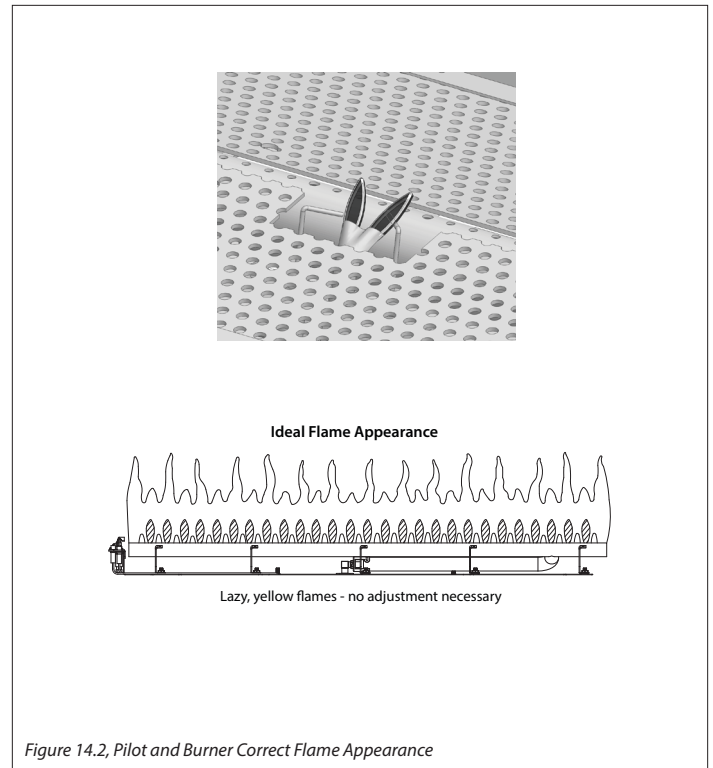 Ideal Flame Appearance
Lazy, yellow flames - no adjustment necessary
Figure 14.2, Pilot and Burner Correct Flame Appearance